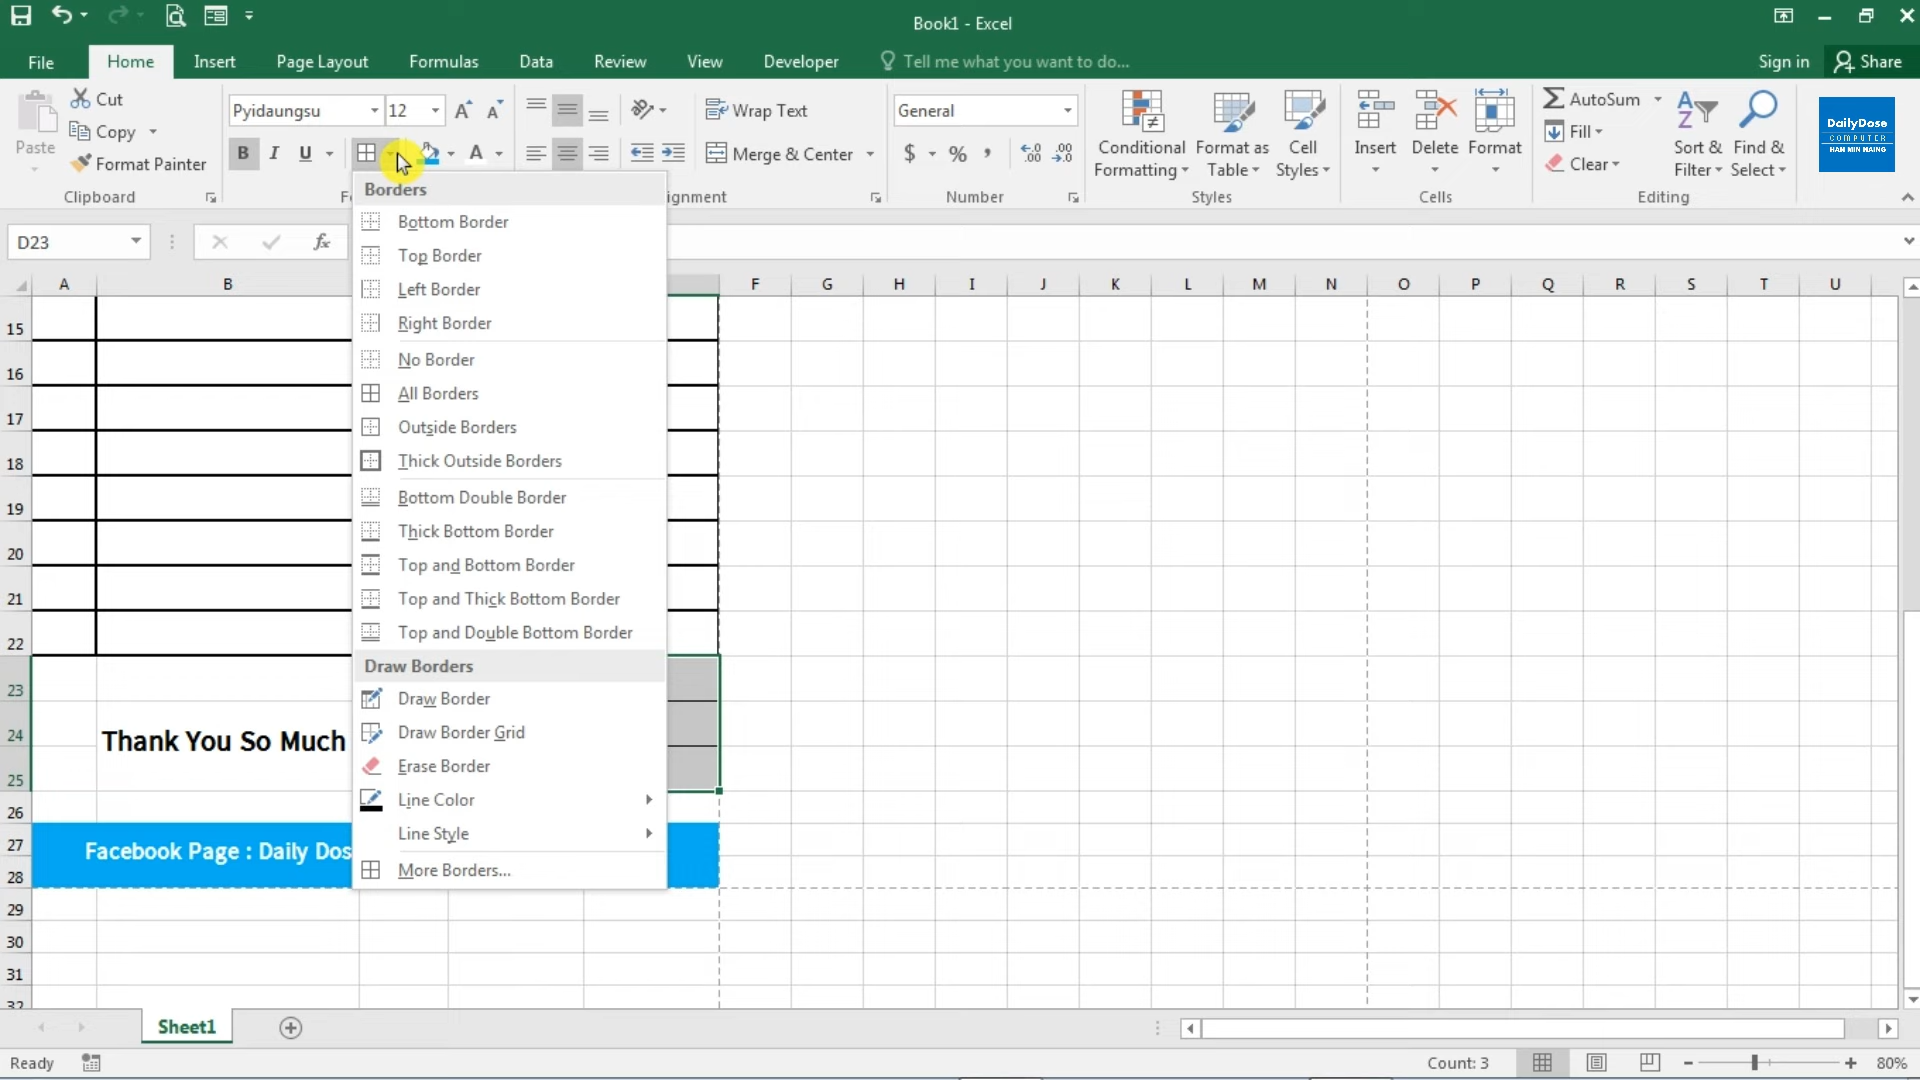 Book1 - Excel
File Home Insert Page Layout Formulas Data Review View Developer Tell me what you want to do... Sign in Share
Paste
Cut
Copy
Format Painter
Clipboard
Pyidaungsu 12
B I U
Wrap Text
Merge & Center
General
$ % ,
Number
Conditional
Formatting
Format as
Table
Cell
Styles
Styles
Insert
Delete
Format
Cells
AutoSum
Fill
Clear
Sort &
Filter
Find &
Select
Editing
DailyDose
COMPUTER
HAN MIN NAING
D23
fx
A B F G H I J K L M N O P Q R S T U
Borders
Bottom Border
Top Border
Left Border
Right Border
No Border
All Borders
Outside Borders
Thick Outside Borders
Bottom Double Border
Thick Bottom Border
Top and Bottom Border
Top and Thick Bottom Border
Top and Double Bottom Border
Draw Borders
Draw Border
Draw Border Grid
Erase Border
Line Color
Line Style
More Borders...
15
16
17
18
19
20
21
22
23
24 Thank You So Much
25
26
27 Facebook Page : Daily Dos
28
29
30
31
32
Sheet1
Ready Count: 3 80%